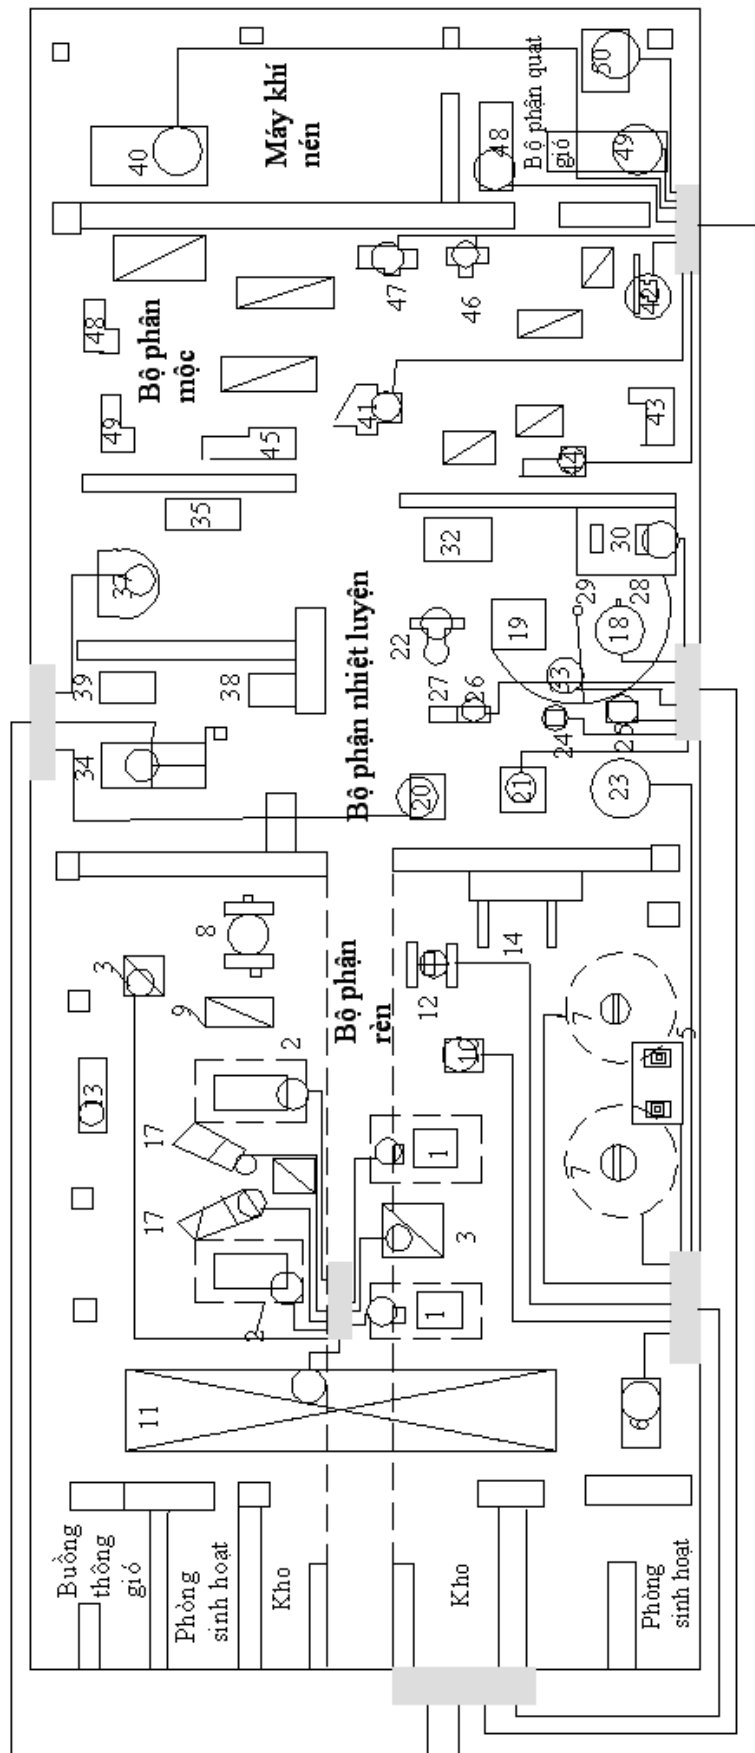 Máy khí
nén
Bộ phận quat
gió
40
48
50
49
47
46
42
Bộ phân
mộc
48
49
45
41
44
43
35
32
30
37
39
38
34
Bộ phận nhiệt luyện
22
19
29
28
18
27
26
33
24
25
20
21
23
Bộ phận
rèn
8
3
9
2
13
17
17
2
12
14
10
1
3
1
7
5
7
11
6
Buồng
thông
gió
Phòng
sinh hoạt
Kho
Kho
Phòng
sinh hoạt